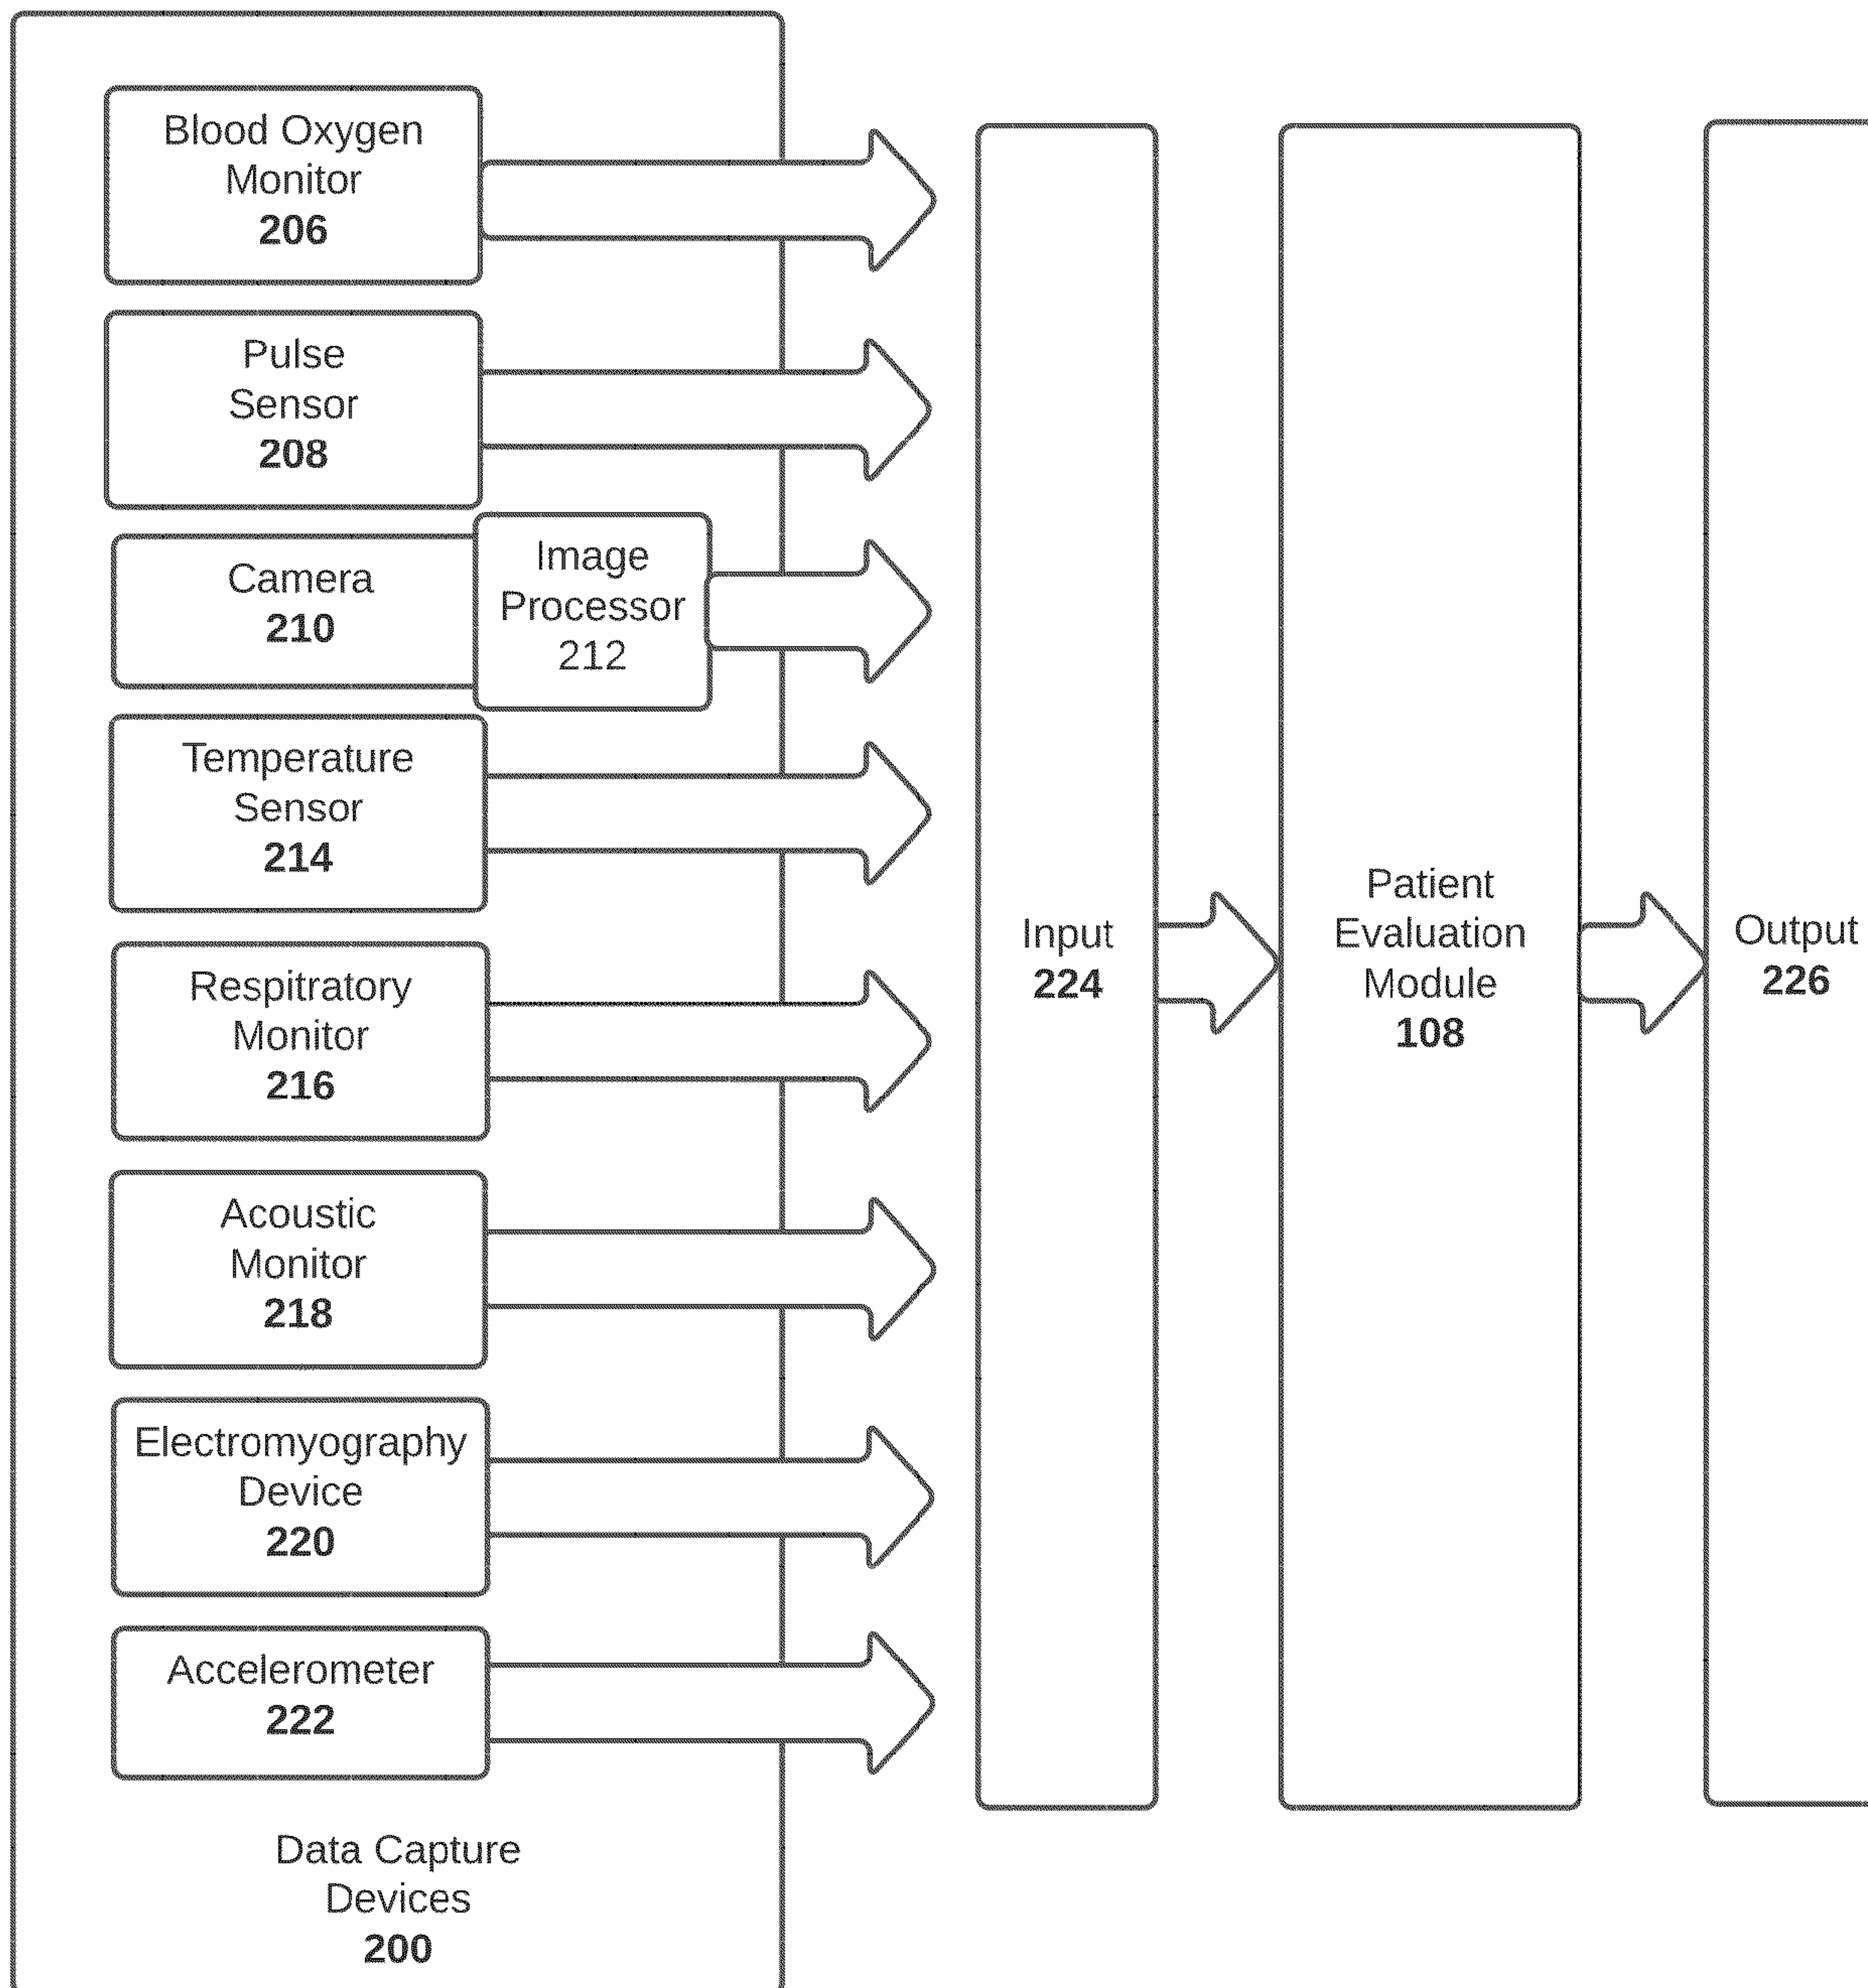 Blood Oxygen
Monitor
206
Pulse
Sensor
208
Camera
210
Image
Processor
212
Temperature
Sensor
214
Respitratory
Monitor
216
Acoustic
Monitor
218
Electromyography
Device
220
Accelerometer
222
Data Capture
Devices
200
Input
224
Patient
Evaluation
Module
108
Output
226